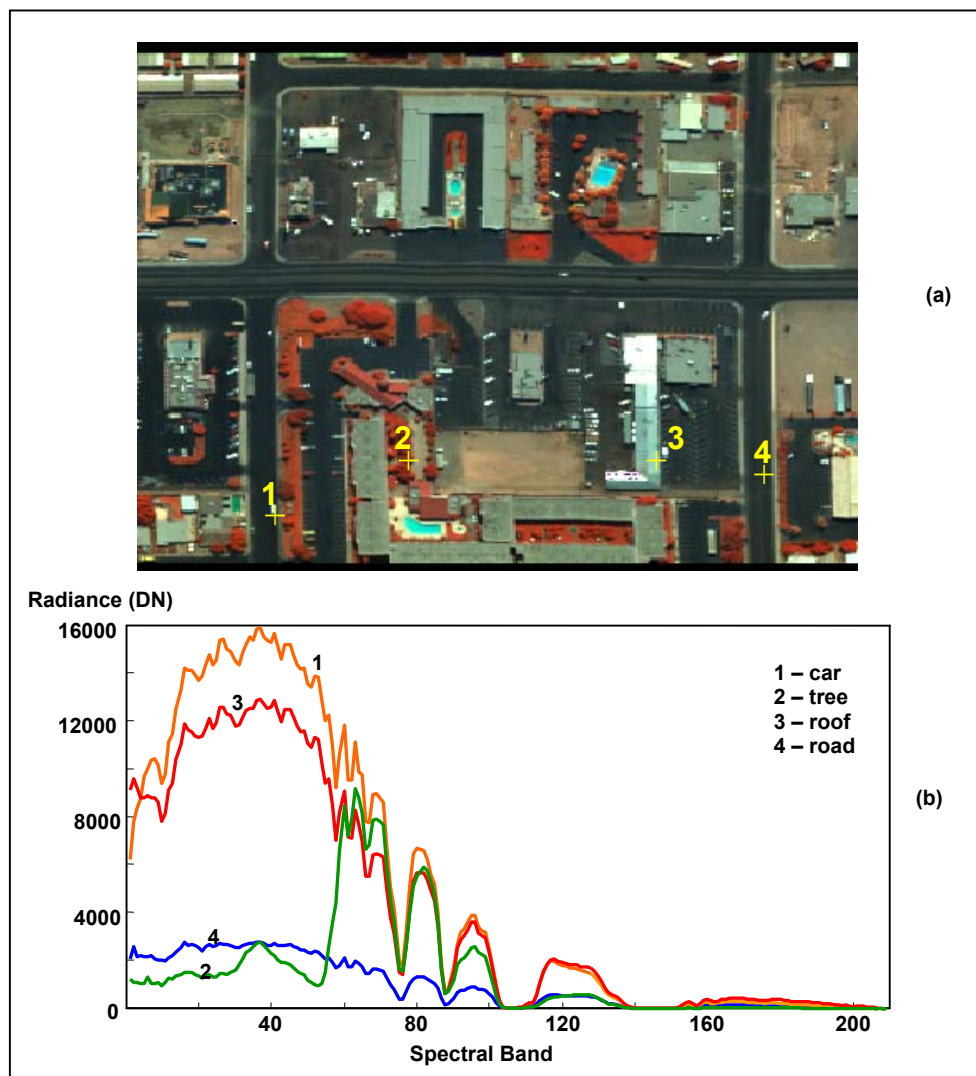 (a)
2
3
4
1
Radiance (DN)
16000
12000
8000
4000
0
1
3
4
2
1 – car
2 – tree
3 – roof
4 – road
(b)
40
80
120
160
200
Spectral Band